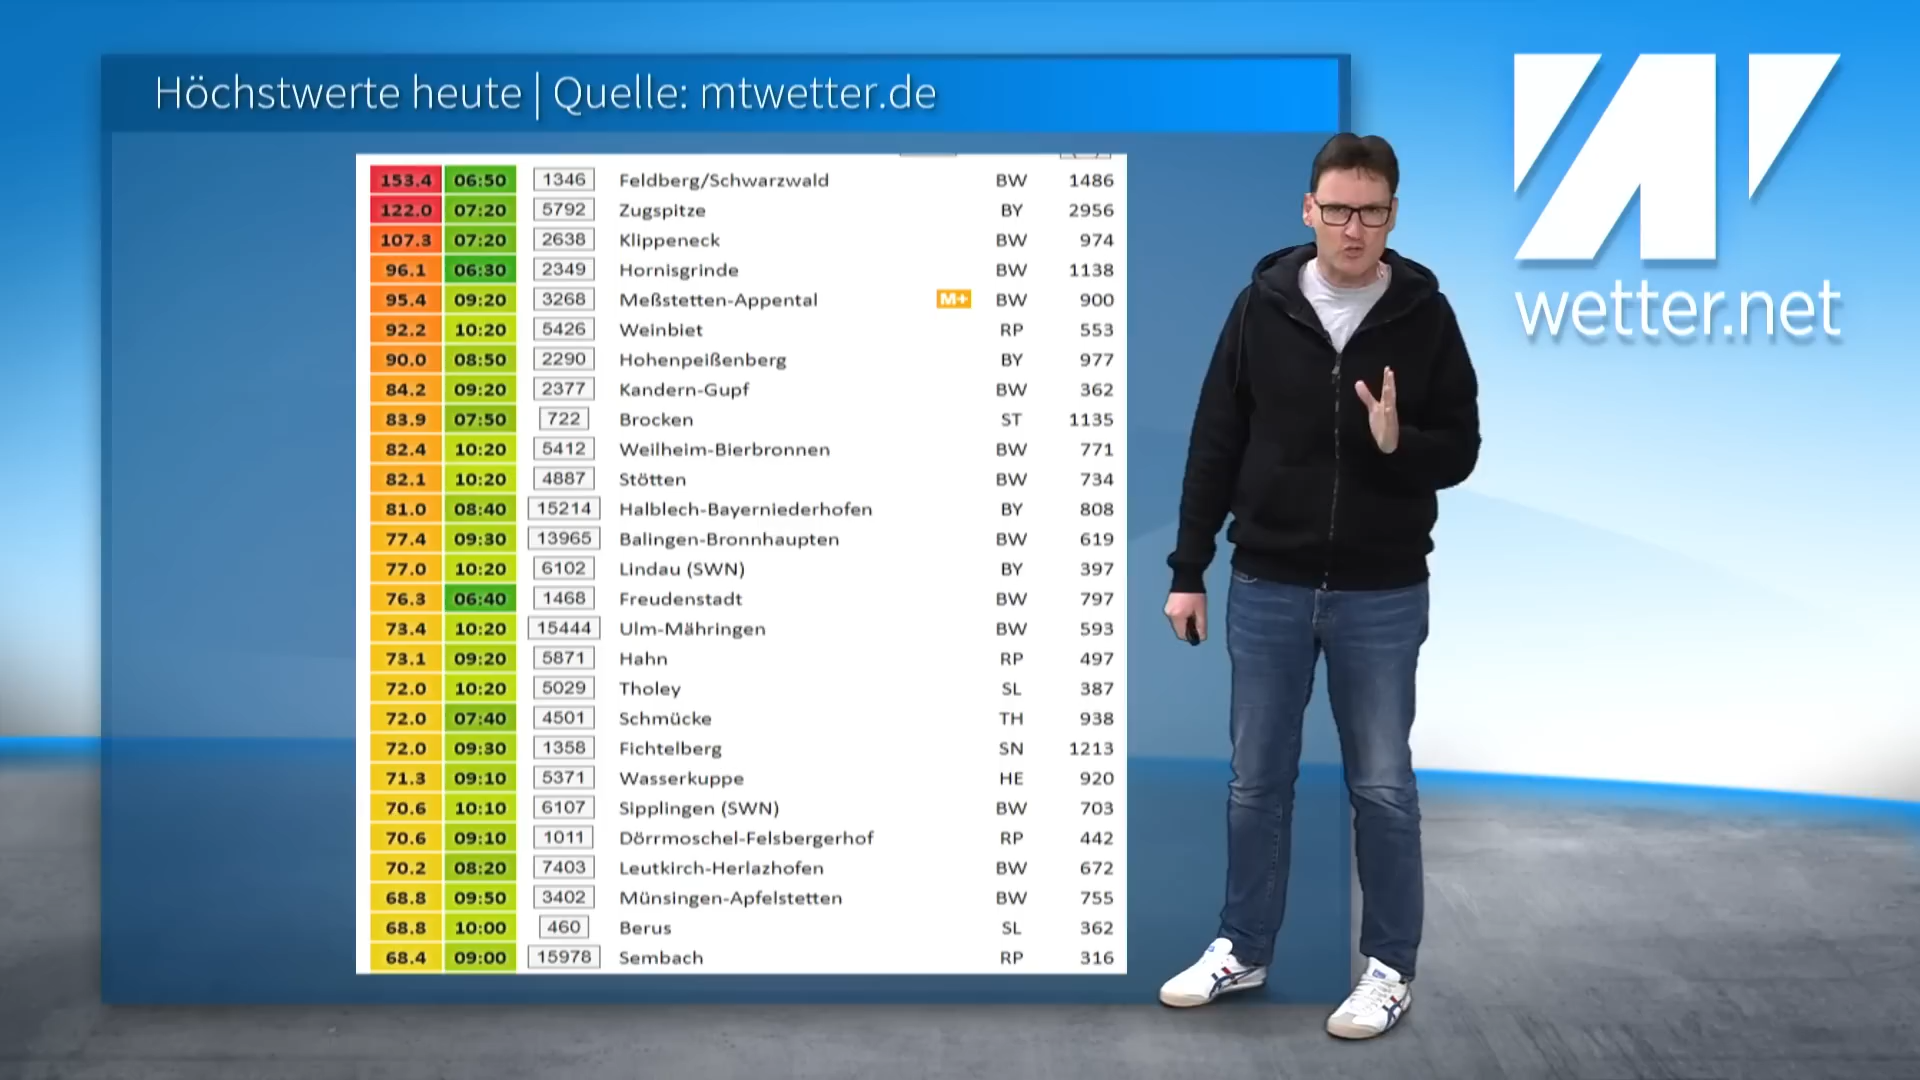 Höchstwerte heute | Quelle: mtwetter.de
153.4 06:50 1346 Feldberg/Schwarzwald BW 1486
122.0 07:20 5792 Zugspitze BY 2956
107.3 07:20 2638 Klippeneck BW 974
96.1 06:30 2349 Hornisgrinde BW 1138
95.4 09:20 3268 Meßstetten-Appental M+ BW 900
92.2 10:20 5426 Weinbiet RP 553
90.0 08:50 2290 Hohenpeißenberg BY 977
84.2 09:20 2377 Kandern-Gupf BW 362
83.9 07:50 722 Brocken ST 1135
82.4 10:20 5412 Weilheim-Bierbronnen BW 771
82.1 10:20 4887 Stötten BW 734
81.0 08:40 15214 Halblech-Bayerniederhofen BY 808
77.4 09:30 13965 Balingen-Bronnhaupten BW 619
77.0 10:20 6102 Lindau (SWN) BY 397
76.3 06:40 1468 Freudenstadt BW 797
73.4 10:20 15444 Ulm-Mähringen BW 593
73.1 09:20 5871 Hahn RP 497
72.0 10:20 5029 Tholey SL 387
72.0 07:40 4501 Schmücke TH 938
72.0 09:30 1358 Fichtelberg SN 1213
71.3 09:10 5371 Wasserkuppe HE 920
70.6 10:10 6107 Sipplingen (SWN) BW 703
70.6 09:10 1011 Dörrmoschel-Felsbergerhof RP 442
70.2 08:20 7403 Leutkirch-Herlazhofen BW 672
68.8 09:50 3402 Münsingen-Apfelstetten BW 755
68.8 10:00 460 Berus SL 362
68.4 09:00 15978 Sembach RP 316
wetter.net